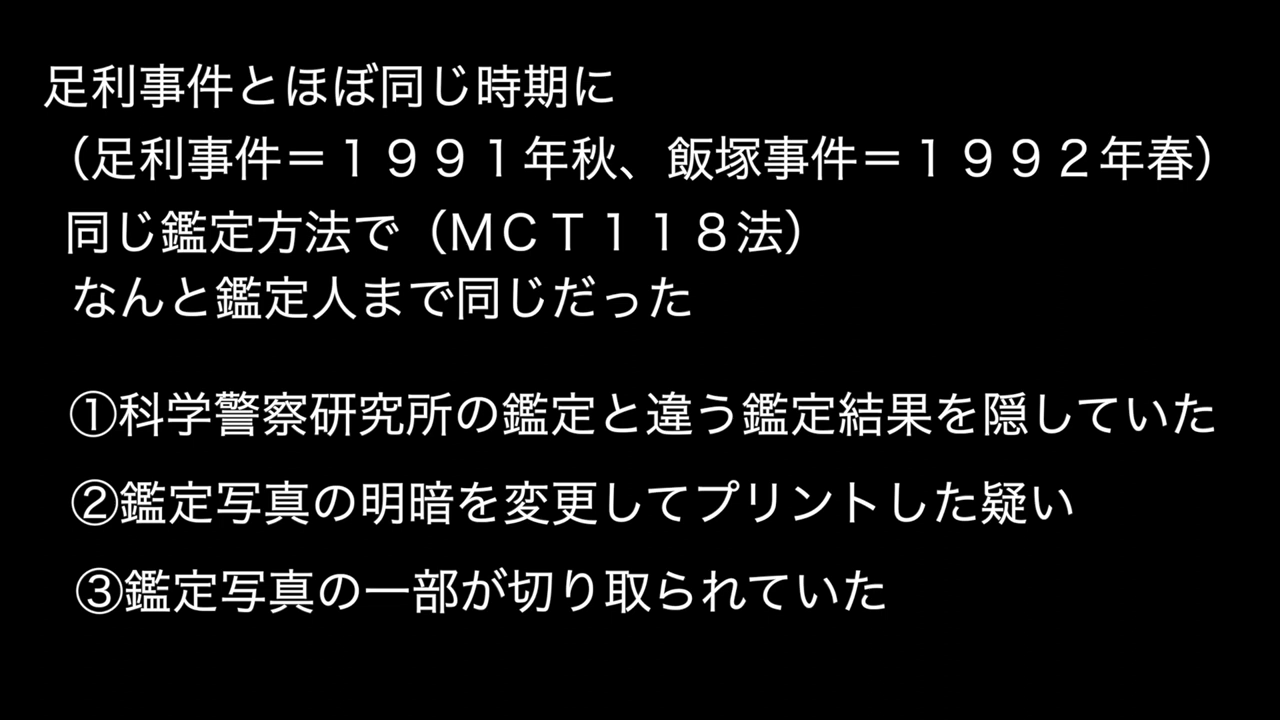 足利事件とほぼ同じ時期に
（足利事件＝１９９１年秋、飯塚事件＝１９９２年春）
同じ鑑定方法で（ＭＣＴ１１８法）
なんと鑑定人まで同じだった
①科学警察研究所の鑑定と違う鑑定結果を隠していた
②鑑定写真の明暗を変更してプリントした疑い
③鑑定写真の一部が切り取られていた